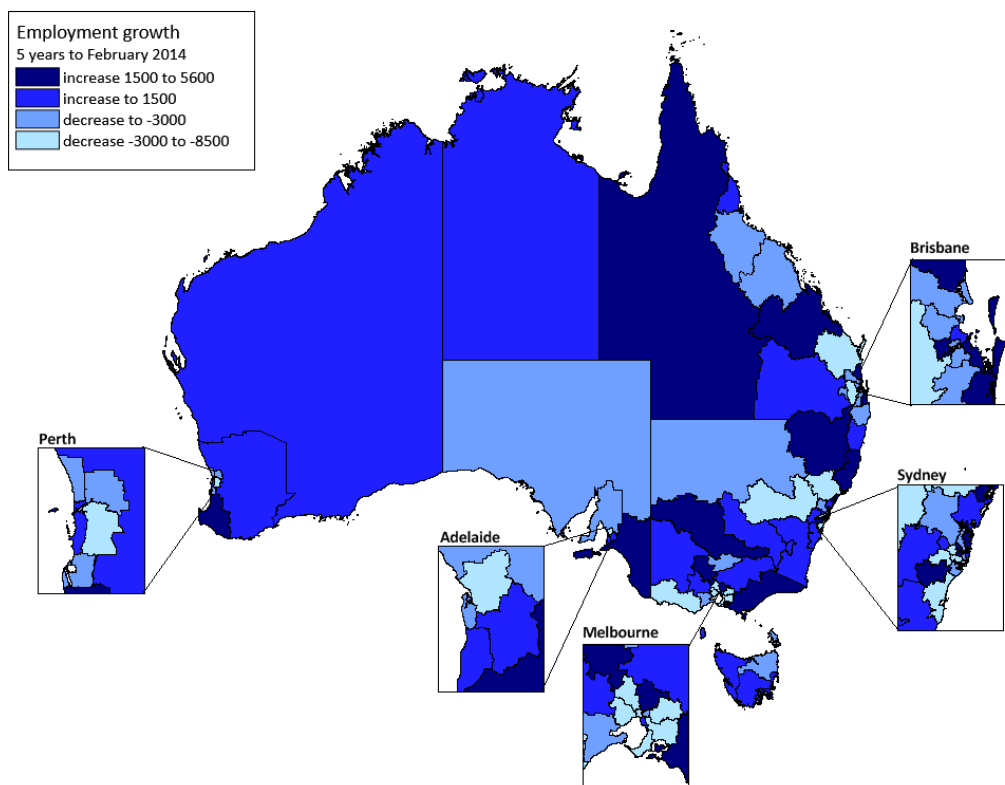 Employment growth
5 years to February 2014
increase 1500 to 5600
increase to 1500
decrease to -3000
decrease -3000 to -8500
Brisbane
Perth
Sydney
Adelaide
Melbourne